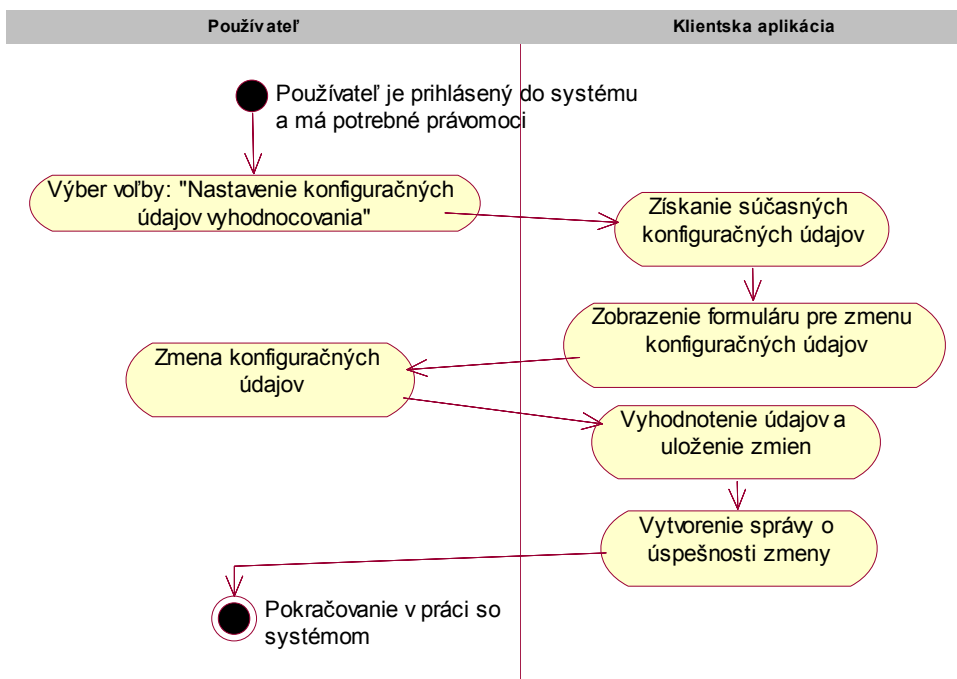 Používateľ
Klientska aplikácia
Používateľ je prihlásený do systému
a má potrebné právomoci
Výber voľby: "Nastavenie konfiguračných
údajov vyhodnocovania"
Získanie súčasných
konfiguračných údajov
Zobrazenie formuláru pre zmenu
konfiguračných údajov
Zmena konfiguračných
údajov
Vyhodnotenie údajov a
uloženie zmien
Vytvorenie správy o
úspešnosti zmeny
Pokračovanie v práci so
systémom